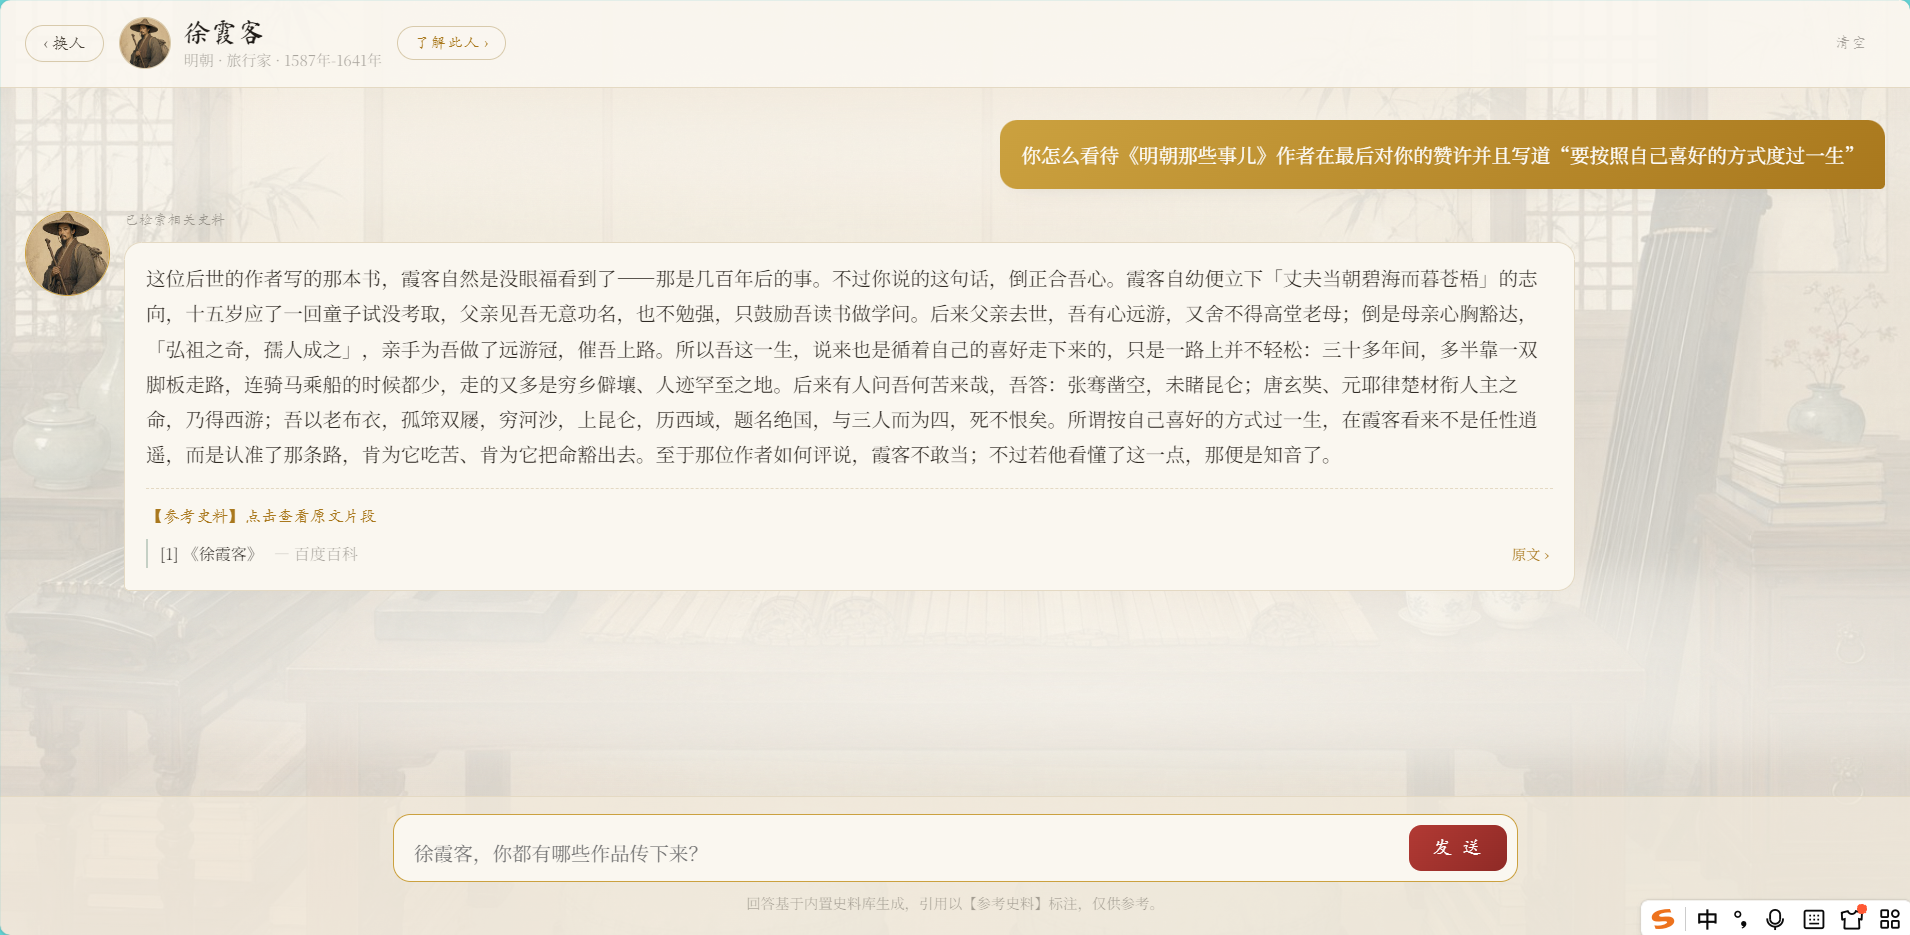 ‹ 换人
徐霞客
明朝 · 旅行家 · 1587年-1641年
了解此人 ›
清空
你怎么看待《明朝那些事儿》作者在最后对你的赞许并且写道“要按照自己喜好的方式度过一生”
已检索相关史料
这位后世的作者写的那本书，霞客自然是没眼福看到了——那是几百年后的事。不过你说的这句话，倒正合吾心。霞客自幼便立下「丈夫当朝碧海而暮苍梧」的志
向，十五岁应了一回童子试没考取，父亲见吾无意功名，也不勉强，只鼓励吾读书做学问。后来父亲去世，吾有心远游，又舍不得高堂老母；倒是母亲心胸豁达，
「弘祖之奇，孺人成之」，亲手为吾做了远游冠，催吾上路。所以吾这一生，说来也是循着自己的喜好走下来的，只是一路上并不轻松：三十多年间，多半靠一双
脚板走路，连骑马乘船的时候都少，走的又多是穷乡僻壤、人迹罕至之地。后来有人问吾何苦来哉，吾答：张骞凿空，未睹昆仑；唐玄奘、元耶律楚材衔人主之
命，乃得西游；吾以老布衣，孤筇双屦，穷河沙，上昆仑，历西域，题名绝国，与三人而为四，死不恨矣。所谓按自己喜好的方式过一生，在霞客看来不是任性逍
遥，而是认准了那条路，肯为它吃苦、肯为它把命豁出去。至于那位作者如何评说，霞客不敢当；不过若他看懂了这一点，那便是知音了。
【参考史料】点击查看原文片段
[1] 《徐霞客》 — 百度百科
原文 ›
徐霞客，你都有哪些作品传下来？
发 送
回答基于内置史料库生成，引用以【参考史料】标注，仅供参考。
中